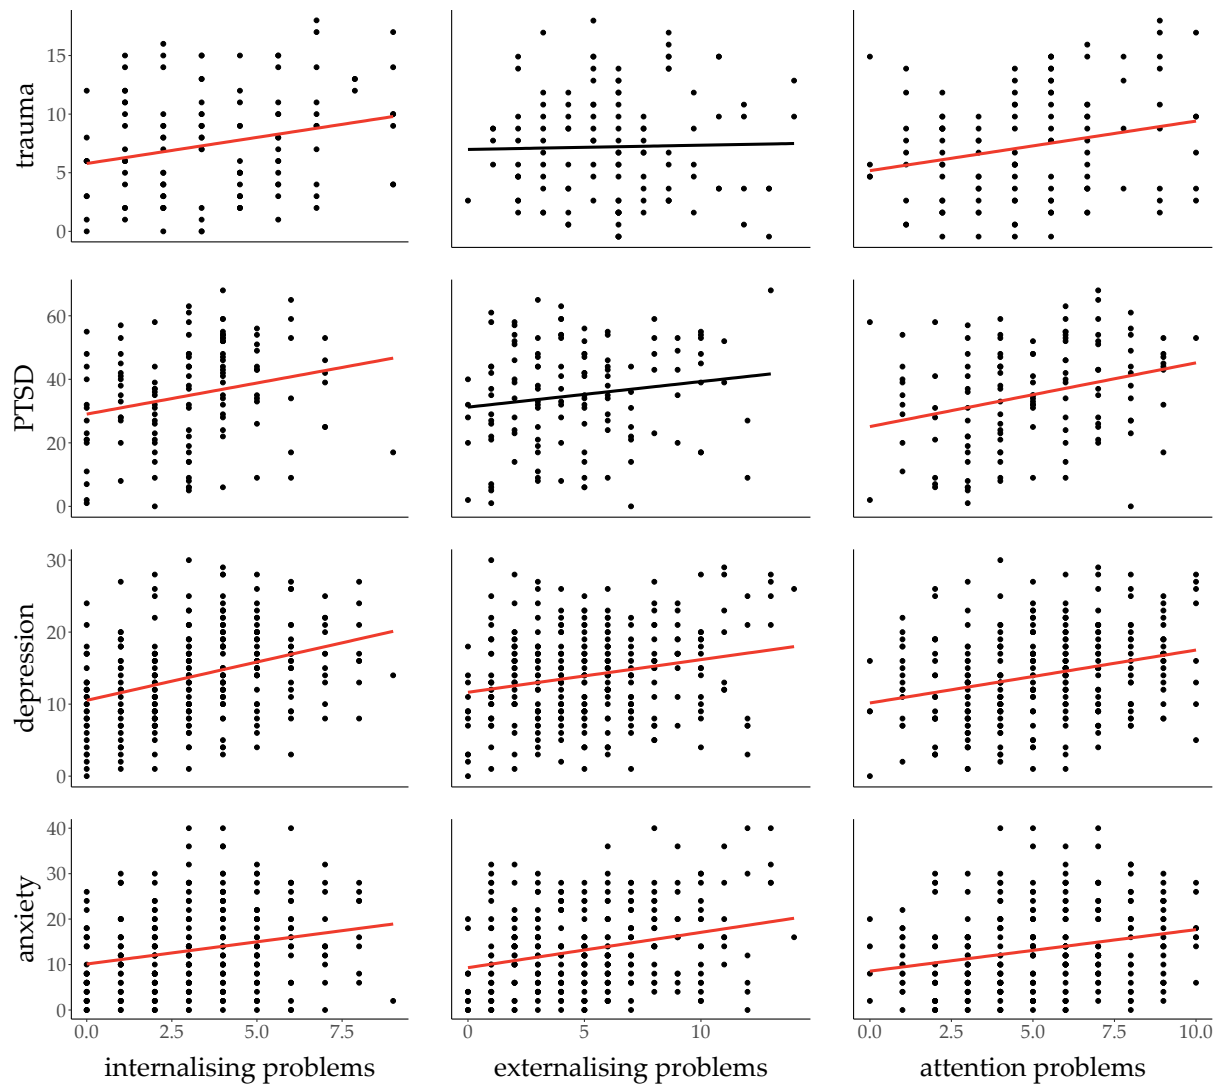 trauma
15
10
5
0
PTSD
60
40
20
0
depression
30
20
10
0
anxiety
40
30
20
10
0
0.0 2.5 5.0 7.5
0 5 10
0.0 2.5 5.0 7.5 10.0
internalising problems
externalising problems
attention problems